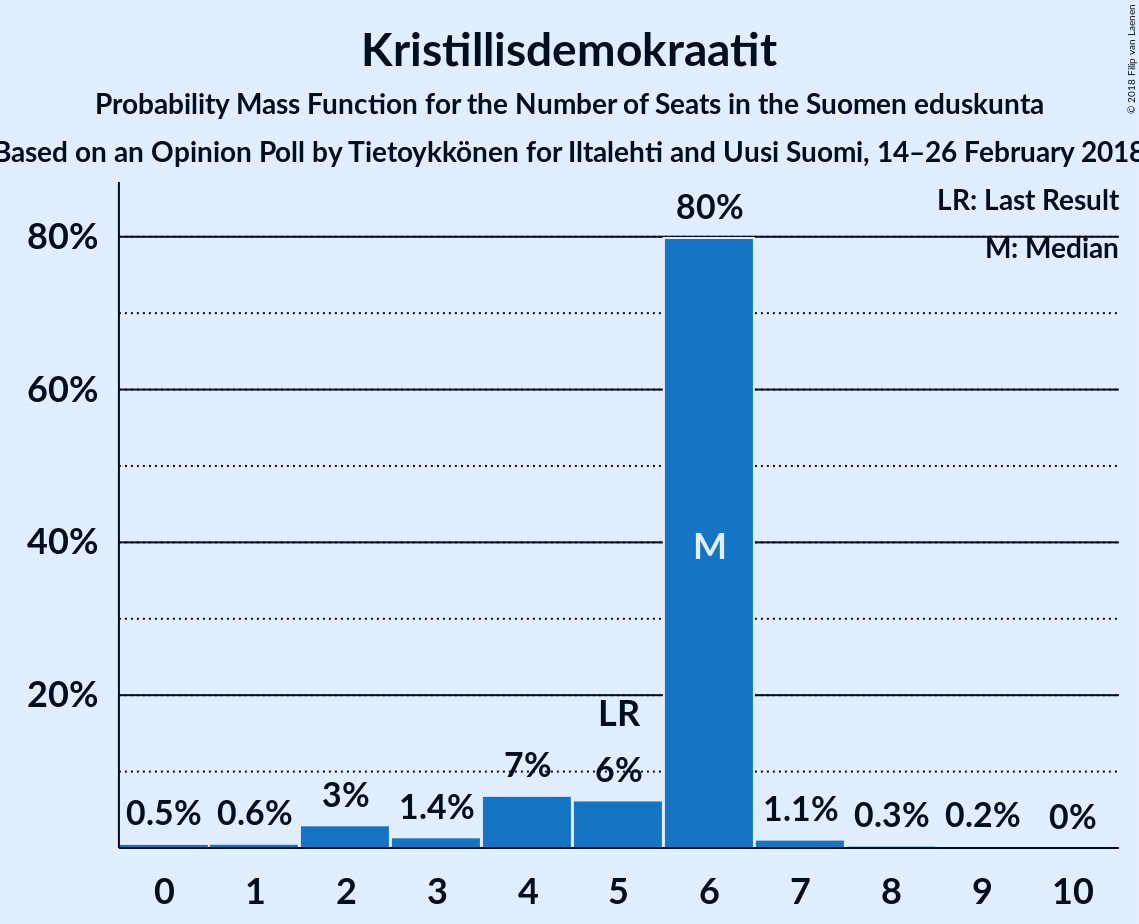 Kristillisdemokraatit
Probability Mass Function for the Number of Seats in the Suomen eduskunta
Based on an Opinion Poll by Tietoykkönen for Iltalehti and Uusi Suomi, 14–26 February 2018
© 2018 Filip van Laenen
LR: Last Result
M: Median
80%
60%
40%
20%
0.5%
0.6%
3%
1.4%
7%
LR
6%
80%
M
1.1%
0.3%
0.2%
0%
0 1 2 3 4 5 6 7 8 9 10